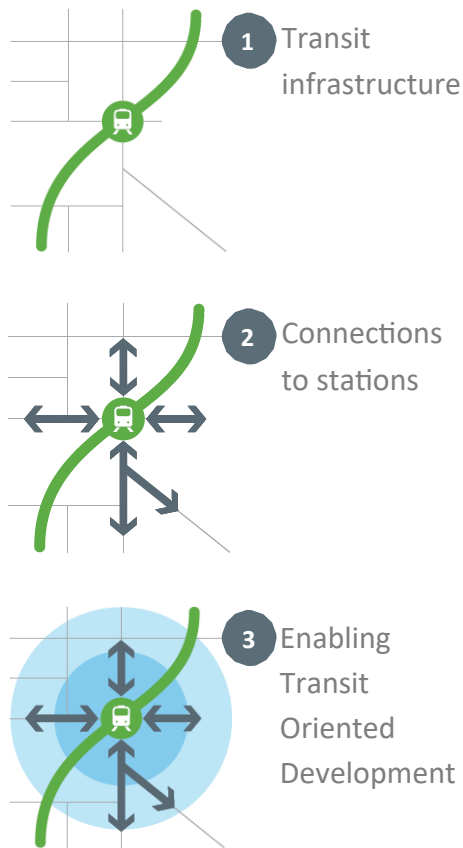 1 Transit
infrastructure
2 Connections
to stations
3 Enabling
Transit
Oriented
Development